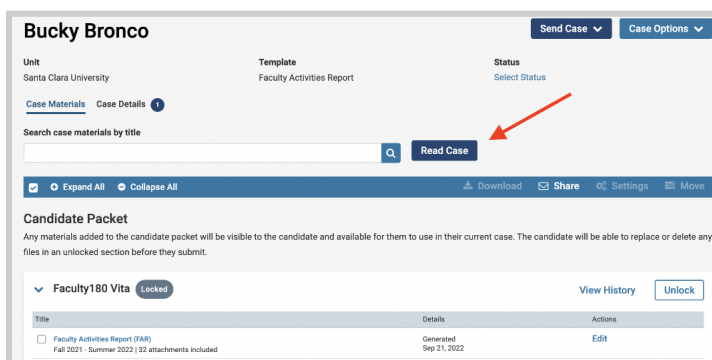 Bucky Bronco
Send Case
Case Options
Unit
Template
Status
Santa Clara University
Faculty Activities Report
Select Status
Case Materials
Case Details 1
Search case materials by title
Read Case
Expand All
Collapse All
Download
Share
Settings
Move
Candidate Packet
Any materials added to the candidate packet will be visible to the candidate and available for them to use in their current case. The candidate will be able to replace or delete any
files in an unlocked section before they submit.
Faculty180 Vita Locked
View History
Unlock
Title
Details
Actions
Faculty Activities Report (FAR)
Generated
Edit
Fall 2021 - Summer 2022 | 32 attachments included
Sep 21, 2022